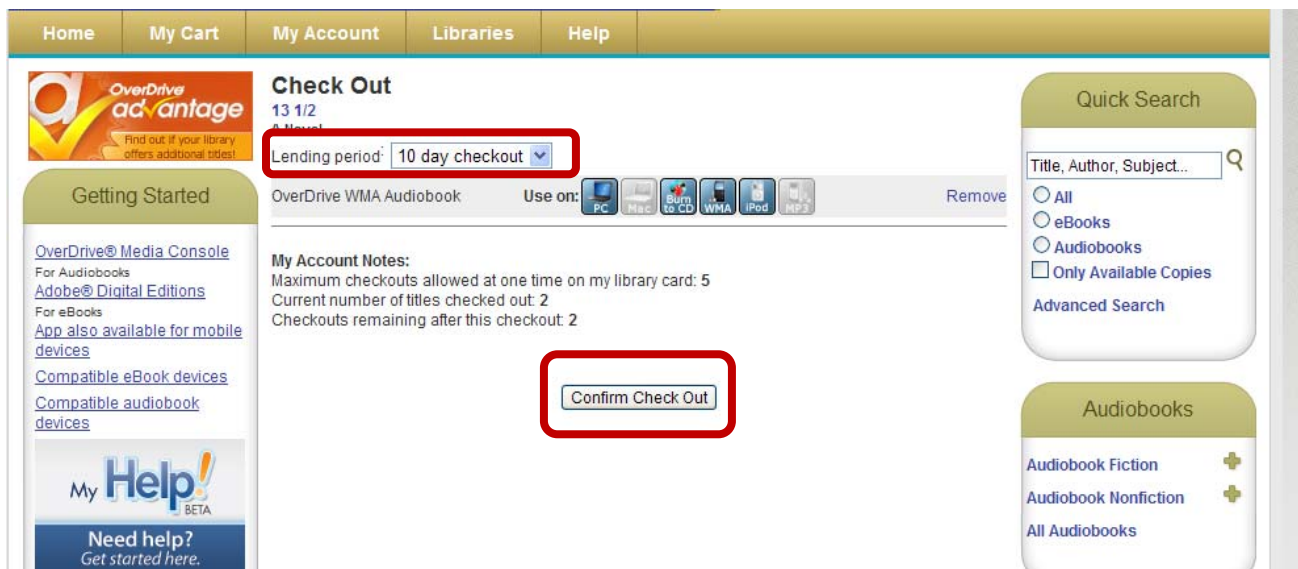 Home My Cart My Account Libraries Help
OverDrive
advantage
Find out if your library
offers additional titles!
Getting Started
OverDrive® Media Console
For Audiobooks
Adobe® Digital Editions
For eBooks
App also available for mobile
devices
Compatible eBook devices
Compatible audiobook
devices
My Help!
BETA
Need help?
Get started here.
Check Out
13 1/2
A Novel
Lending period: 10 day checkout
OverDrive WMA Audiobook Use on: PC Mac Burn to CD WMA iPod MP3 Remove
My Account Notes:
Maximum checkouts allowed at one time on my library card: 5
Current number of titles checked out: 2
Checkouts remaining after this checkout: 2
Confirm Check Out
Quick Search
Title, Author, Subject...
All
eBooks
Audiobooks
Only Available Copies
Advanced Search
Audiobooks
Audiobook Fiction
Audiobook Nonfiction
All Audiobooks